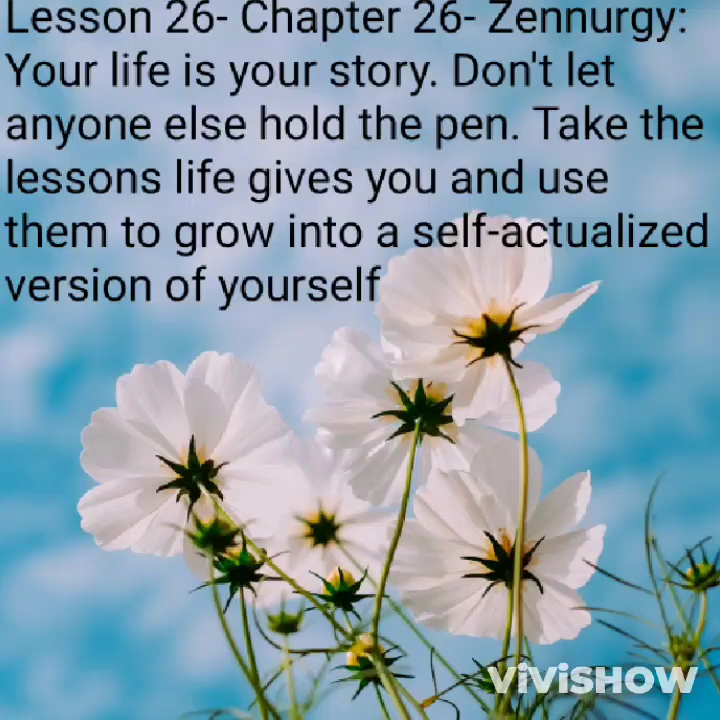 Lesson 26- Chapter 26- Zennurgy:
Your life is your story. Don't let
anyone else hold the pen. Take the
lessons life gives you and use
them to grow into a self-actualized
version of yourself
ViViSHOW